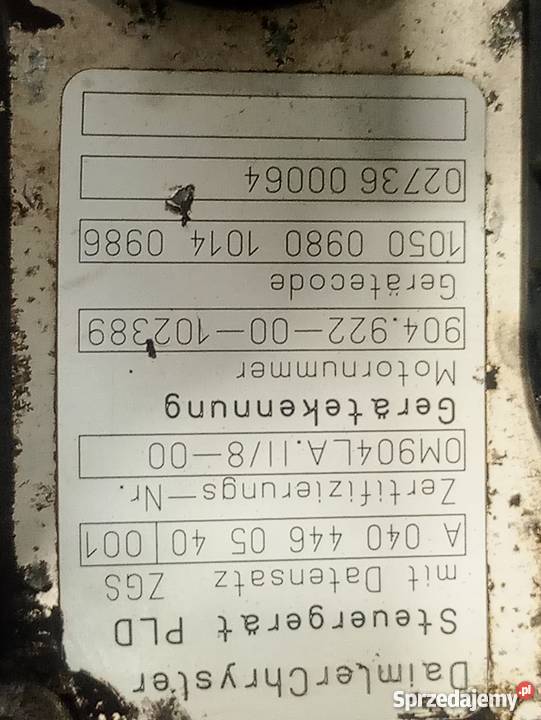 DaimlerChrysler
Steuergerät PLD
mit Datensatz ZGS
A 040 446 05 40 001
Zertifizierungs-Nr.
OM904LA.II/8-00
Gerätekennung
Motornummer
904.922-00-102389
Gerätecode
1050 0980 1014 0986
02736 00064
Sprzedajemy.pl